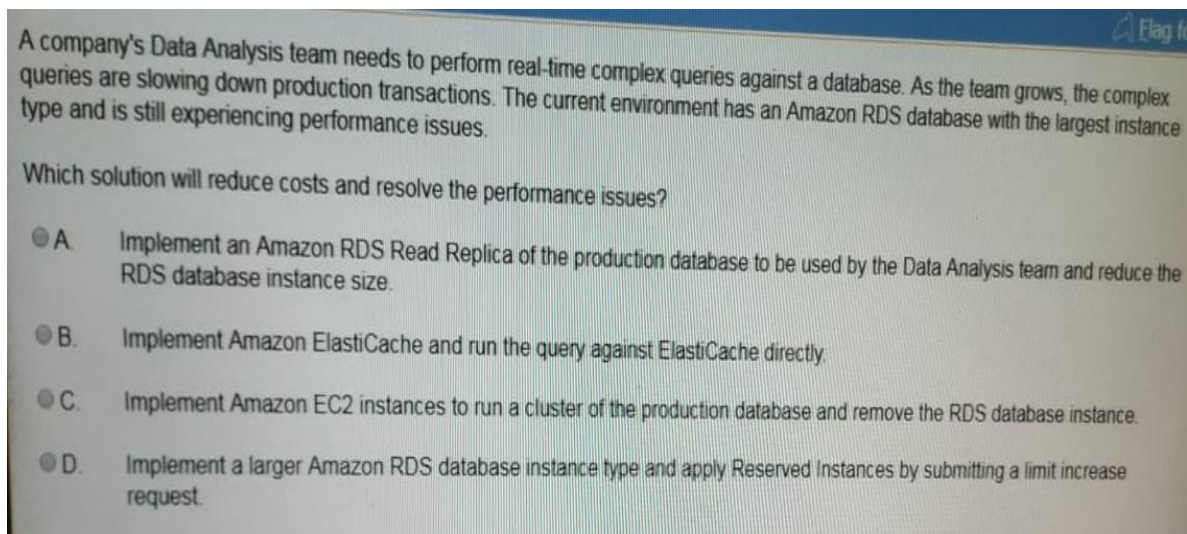 Flag
A company's Data Analysis team needs to perform real-time complex queries against a database. As the team grows, the complex
queries are slowing down production transactions. The current environment has an Amazon RDS database with the largest instance
type and is still experiencing performance issues.
Which solution will reduce costs and resolve the performance issues?
A. Implement an Amazon RDS Read Replica of the production database to be used by the Data Analysis team and reduce the
RDS database instance size.
B. Implement Amazon ElastiCache and run the query against ElastiCache directly.
C. Implement Amazon EC2 instances to run a cluster of the production database and remove the RDS database instance.
D. Implement a larger Amazon RDS database instance type and apply Reserved Instances by submitting a limit increase
request.